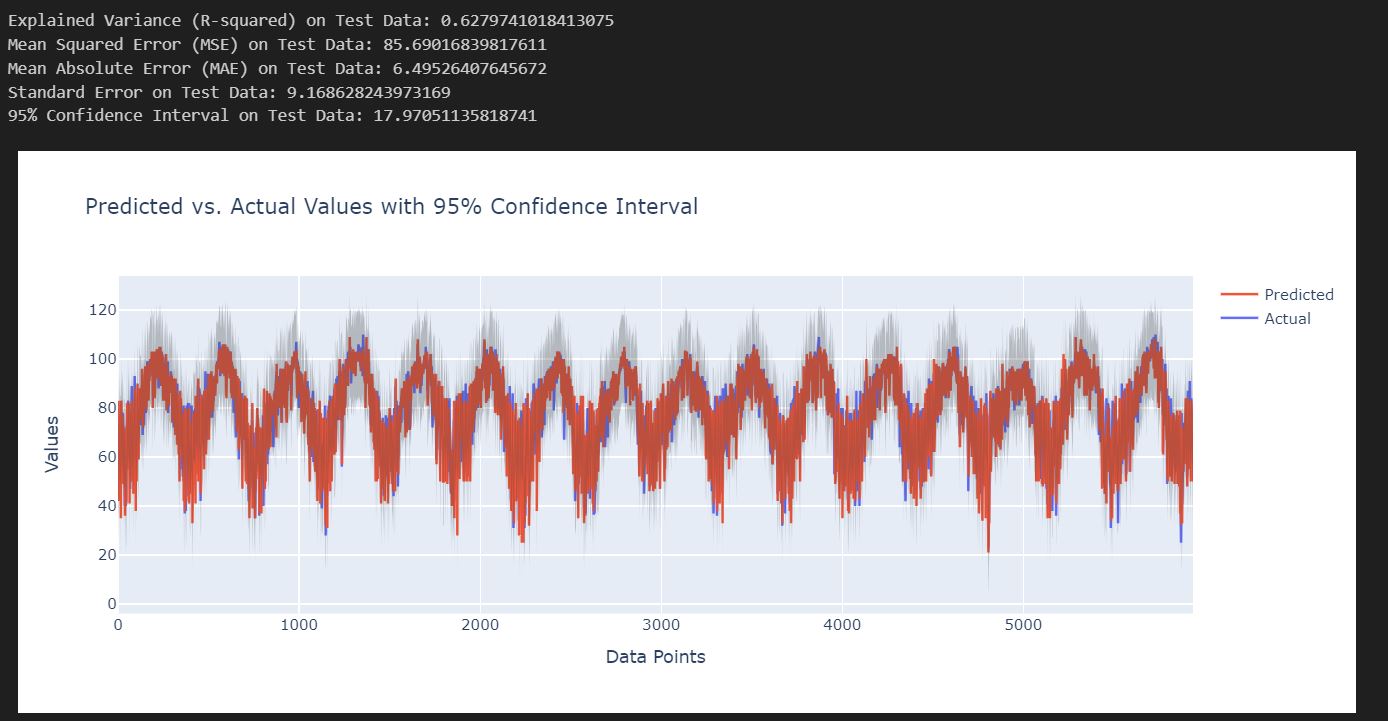 Explained Variance (R-squared) on Test Data: 0.6279741018413075
Mean Squared Error (MSE) on Test Data: 85.69016839817611
Mean Absolute Error (MAE) on Test Data: 6.49526407645672
Standard Error on Test Data: 9.168628243973169
95% Confidence Interval on Test Data: 17.97051135818741
Predicted vs. Actual Values with 95% Confidence Interval
Predicted
Actual
Values
120
100
80
60
40
20
0
0 1000 2000 3000 4000 5000
Data Points